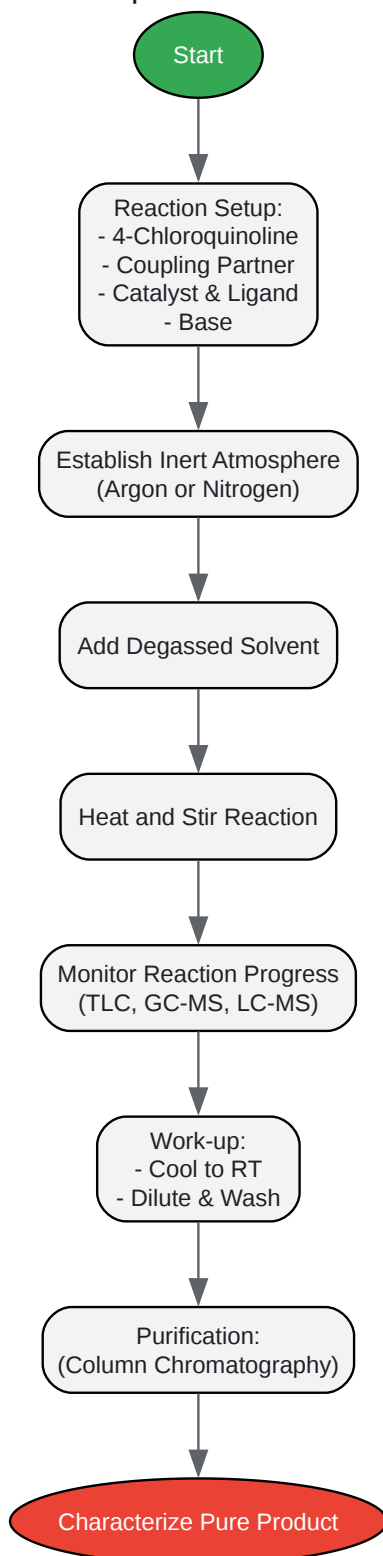 Start
Reaction Setup:
- 4-Chloroquinoline
- Coupling Partner
- Catalyst & Ligand
- Base
Establish Inert Atmosphere
(Argon or Nitrogen)
Add Degassed Solvent
Heat and Stir Reaction
Monitor Reaction Progress
(TLC, GC-MS, LC-MS)
Work-up:
- Cool to RT
- Dilute & Wash
Purification:
(Column Chromatography)
Characterize Pure Product